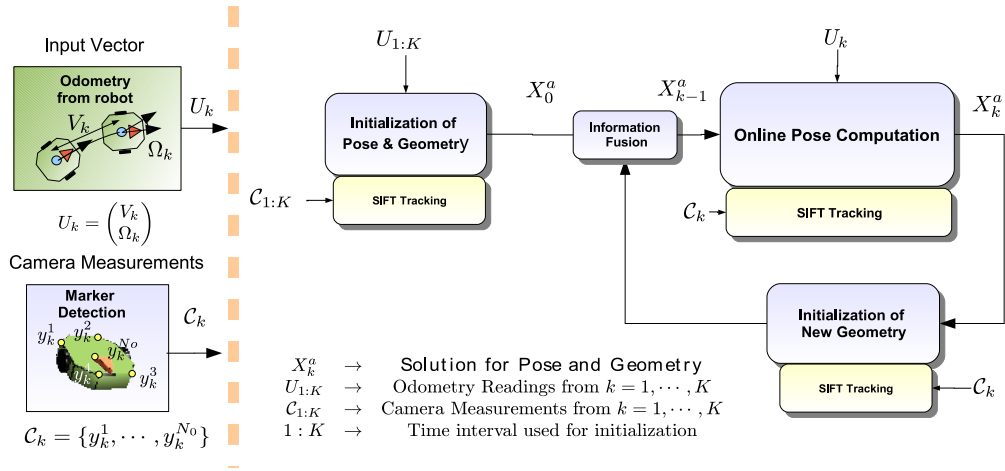 Input Vector
Odometry
from robot
V_k
Ω_k
U_k
U_k = (V_k
Ω_k)
Camera Measurements
Marker
Detection
y_k^1
y_k^2
y_k^{N_o}
y_k^3
y_k^4
C_k
C_k = {y_k^1, ⋯ , y_k^{N_0}}
U_{1:K}
Initialization of
Pose & Geometry
C_{1:K}
SIFT Tracking
X_0^a
Information
Fusion
X_{k−1}^a
U_k
Online Pose Computation
X_k^a
C_k
SIFT Tracking
Initialization of
New Geometry
SIFT Tracking
C_k
X_k^a → Solution for Pose and Geometry
U_{1:K} → Odometry Readings from k = 1, ⋯ , K
C_{1:K} → Camera Measurements from k = 1, ⋯ , K
1 : K → Time interval used for initialization